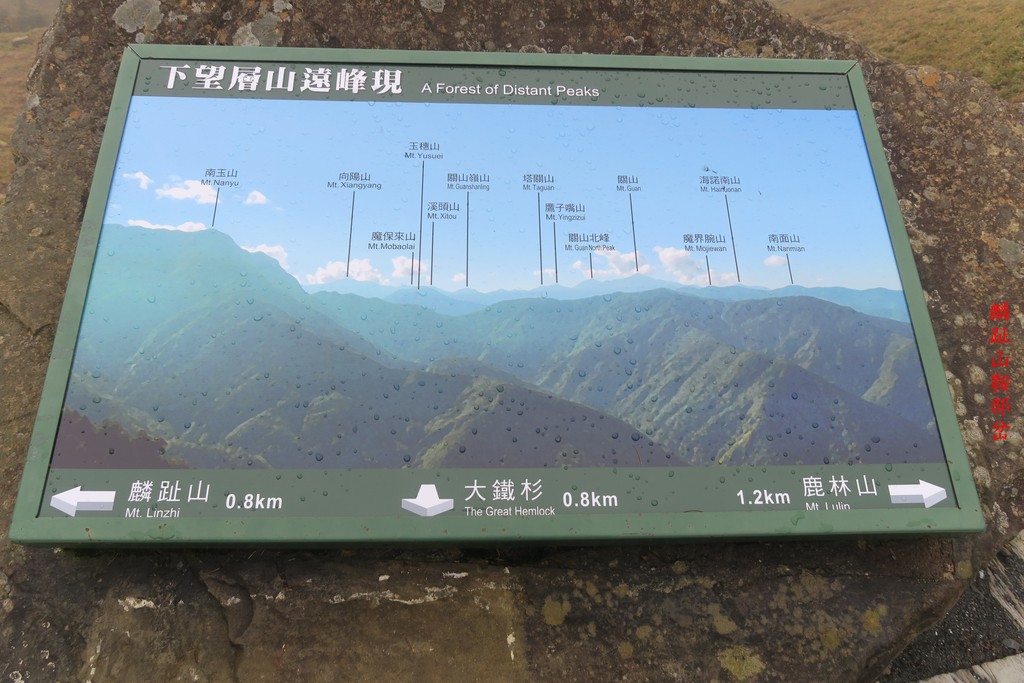 下望層山遠峰現 A Forest of Distant Peaks
玉穗山
Mt. Yusuei
南玉山
Mt. Nanyu
向陽山
Mt. Xiangyang
關山嶺山
Mt. Guanshanling
塔關山
Mt. Taguan
關山
Mt. Guan
海諾南山
Mt. Hainuonan
溪頭山
Mt. Xitou
鷹子嘴山
Mt. Yingzizui
魔保來山
Mt. Mobaolai
關山北峰
Mt. Guan North Peak
魔界腕山
Mt. Mojiewan
南面山
Mt. Nanmian
麟趾山 0.8km
Mt. Linzhi
大鐵杉 0.8km
The Great Hemlock
1.2km 鹿林山
Mt. Lulin
麟趾山鞍部岔